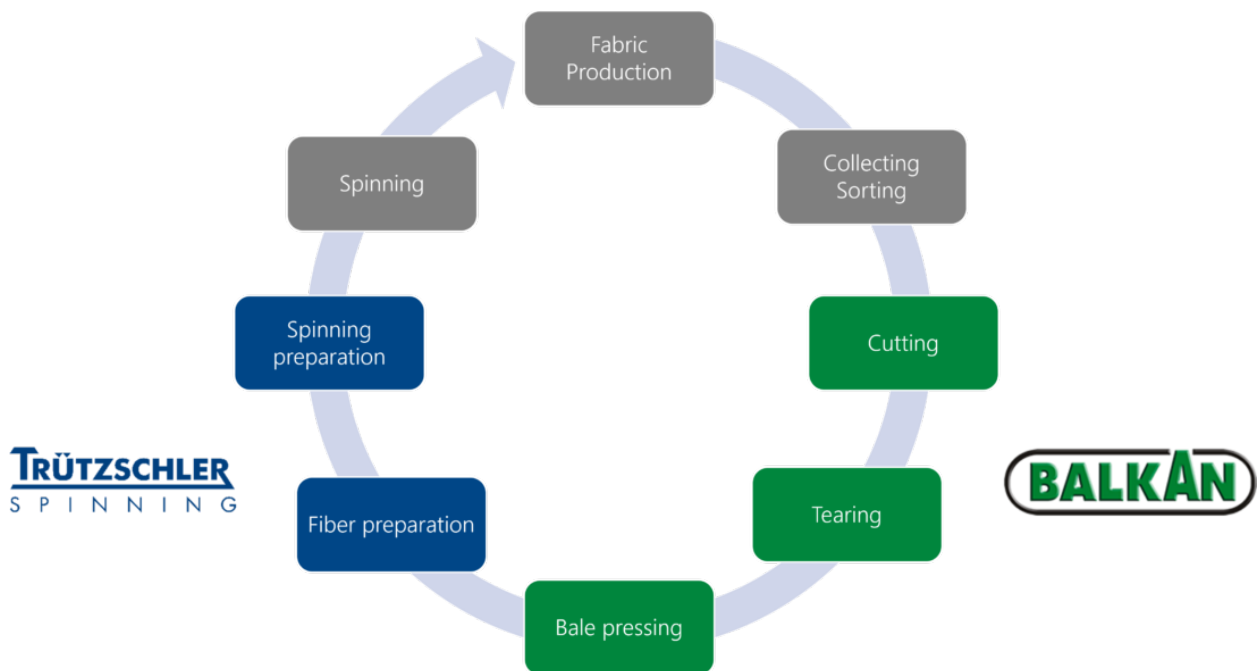 Fabric
Production
Collecting
Sorting
Cutting
Tearing
Bale pressing
Fiber preparation
Spinning
preparation
Spinning
TRÜTZSCHLER
SPINNING
BALKAN